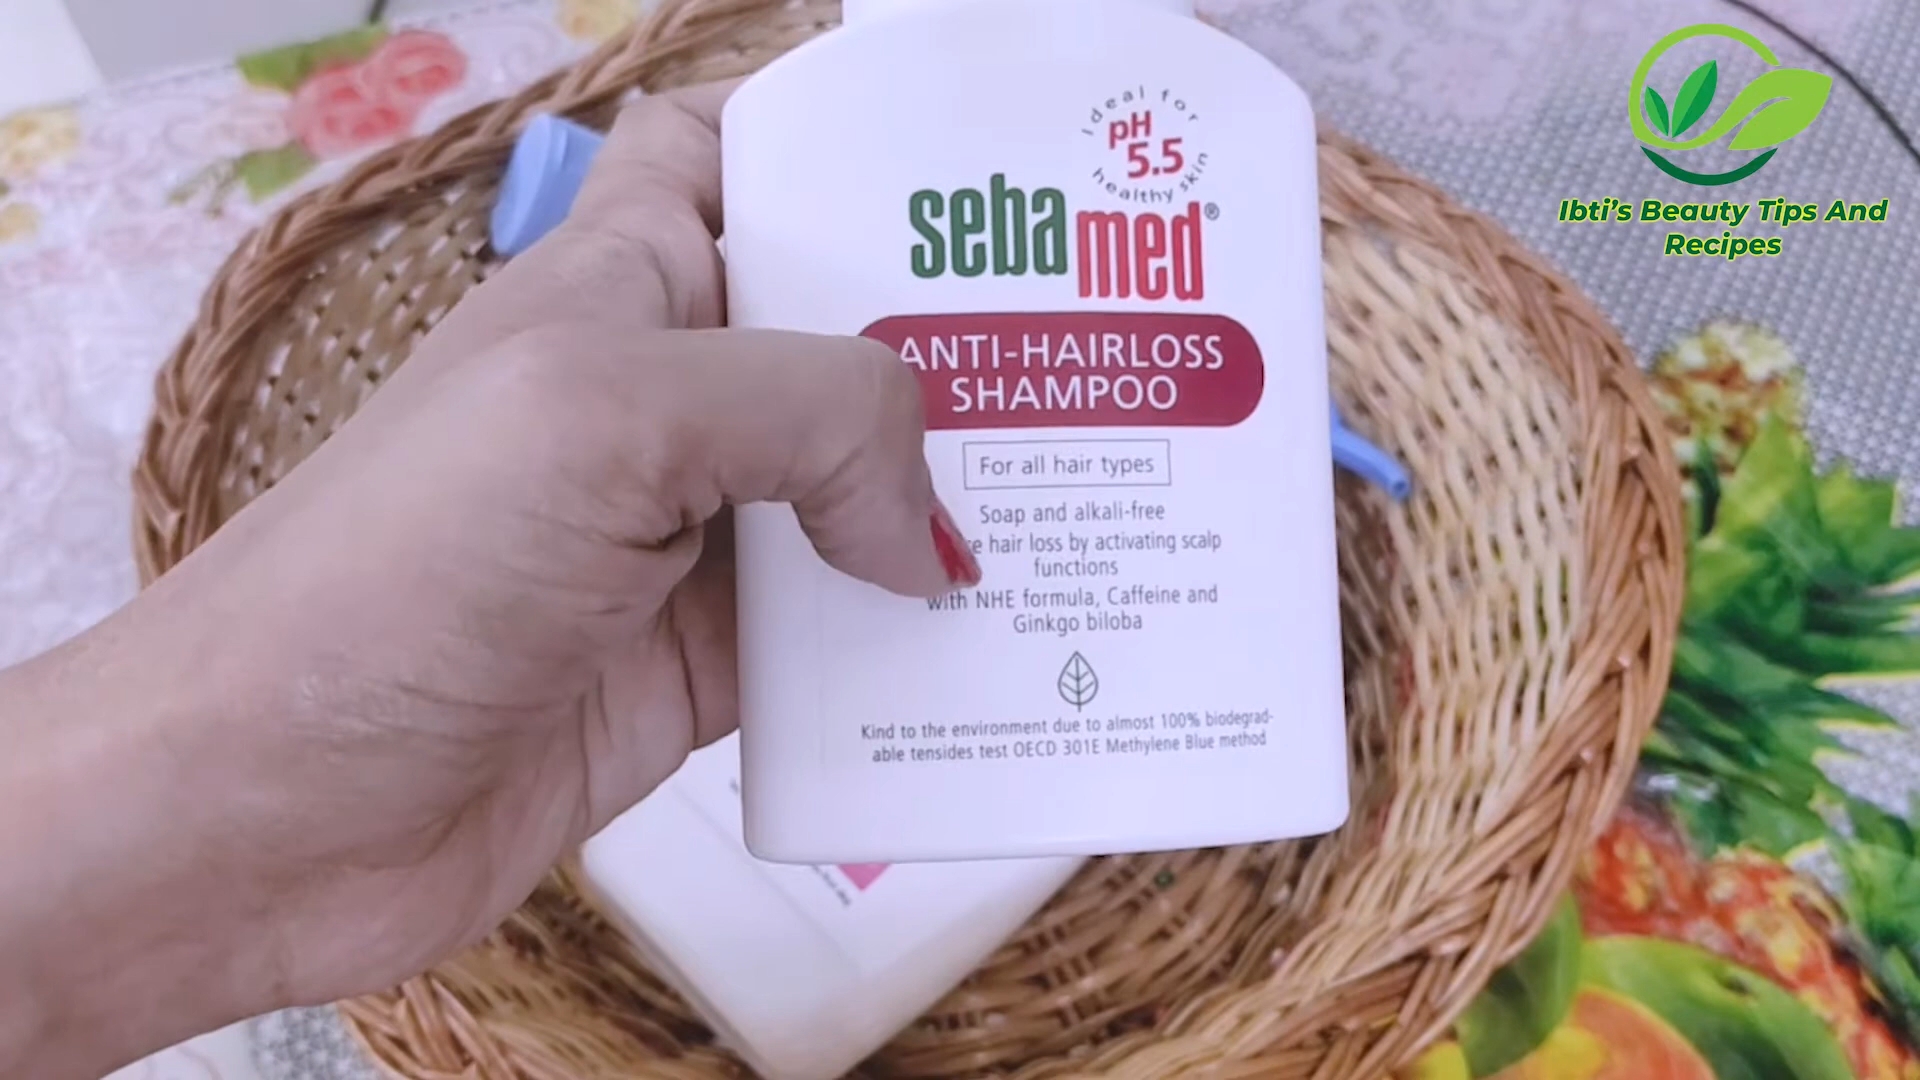 Ideal for
healthy skin
pH
5.5
sebamed®
ANTI-HAIRLOSS
SHAMPOO
For all hair types
Soap and alkali-free
hair loss by activating scalp
functions
with NHE formula, Caffeine and
Ginkgo biloba
Kind to the environment due to almost 100% biodegrad-
able tensides test OECD 301E Methylene Blue method
Ibti's Beauty Tips And
Recipes